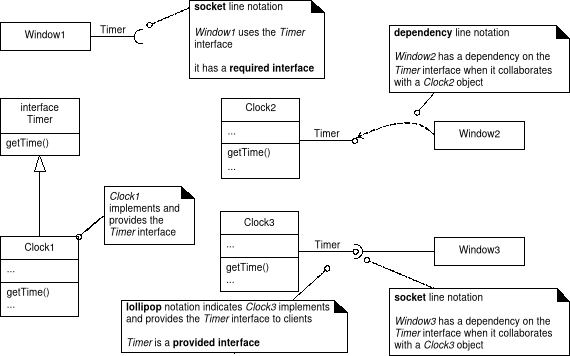 Window1
Timer
socket line notation
Window1 uses the Timer
interface
it has a required interface
dependency line notation
Window2 has a dependency on the
Timer interface when it collaborates
with a Clock2 object
interface
Timer
getTime()
Clock2
...
getTime()
...
Timer
Window2
Clock1
implements and
provides the
Timer interface
Clock1
...
getTime()
...
Clock3
...
getTime()
...
Timer
Window3
lollipop notation indicates Clock3 implements
and provides the Timer interface to clients
Timer is a provided interface
socket line notation
Window3 has a dependency on the
Timer interface when it collaborates
with a Clock3 object